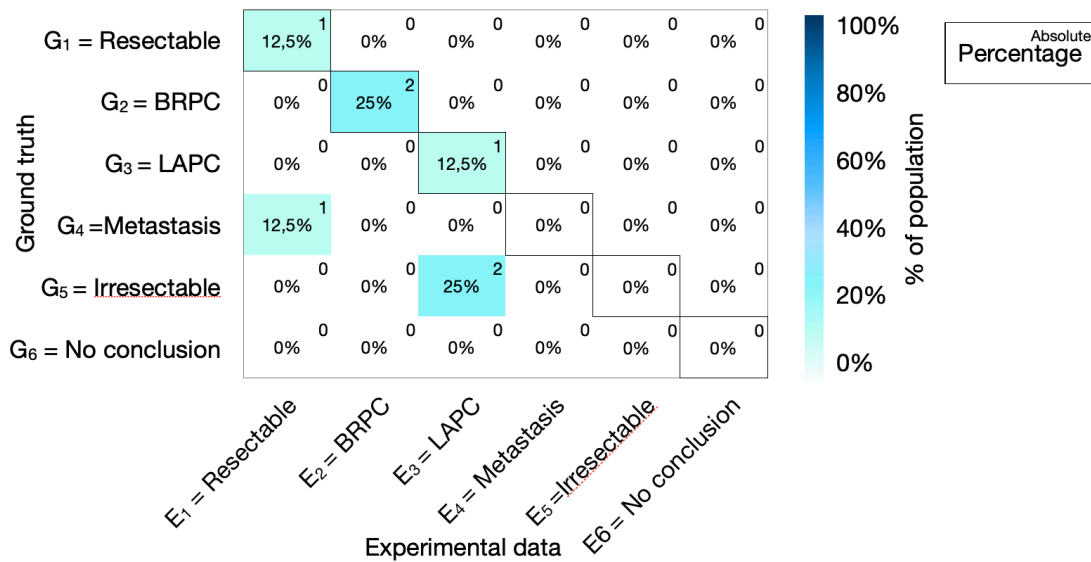 Ground truth
G₁ = Resectable
1 0 0 0 0 0
12,5% 0% 0% 0% 0% 0%
G₂ = BRPC
0 2 0 0 0 0
0% 25% 0% 0% 0% 0%
G₃ = LAPC
0 0 1 0 0 0
0% 0% 12,5% 0% 0% 0%
G₄ =Metastasis
1 0 0 0 0 0
12,5% 0% 0% 0% 0% 0%
G₅ = Irresectable
0 0 2 0 0 0
0% 0% 25% 0% 0% 0%
G₆ = No conclusion
0 0 0 0 0 0
0% 0% 0% 0% 0% 0%
E₁ = Resectable
E₂ = BRPC
E₃ = LAPC
E₄ = Metastasis
E₅ =Irresectable
E6 = No conclusion
Experimental data
100%
80%
60%
40%
20%
0%
% of population
Absolute
Percentage